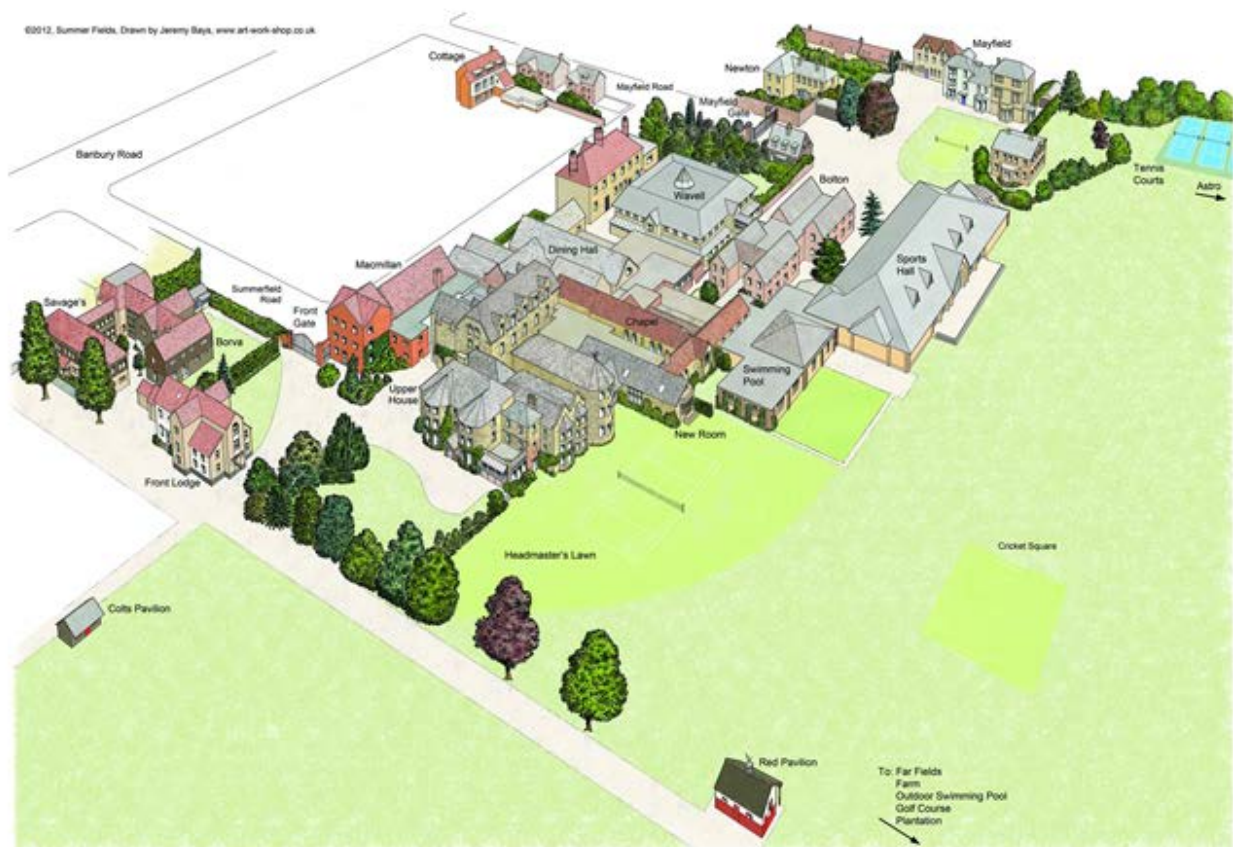 ©2012, Summer Fields, Drawn by Jeremy Bays, www.art-work-shop.co.uk
Mayfield
Cottage
Newton
Mayfield Road
Mayfield
Gate
Banbury Road
Tennis
Courts
Astro
Bolton
Wavell
Dining Hall
Macmillan
Sports
Hall
Summerfield
Road
Savage's
Front
Gate
Chapel
Borva
Swimming
Pool
Upper
House
New Room
Front Lodge
Headmaster's Lawn
Cricket Square
Colts Pavilion
Red Pavilion
To: Far Fields
Farm
Outdoor Swimming Pool
Golf Course
Plantation